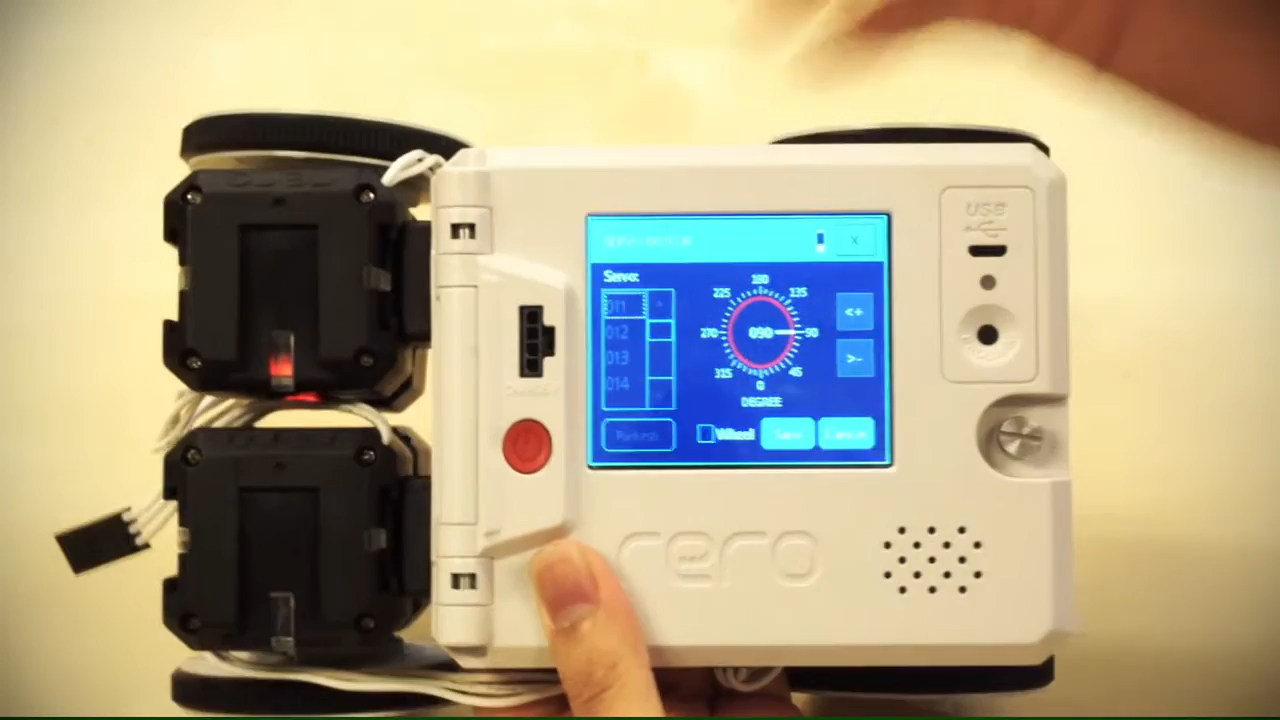 USB
Servo:
011
012
013
014
180
225
135
270
090
90
315
45
0
DEGREE
<+
>-
x
Wheel
Save
Cancel
rero